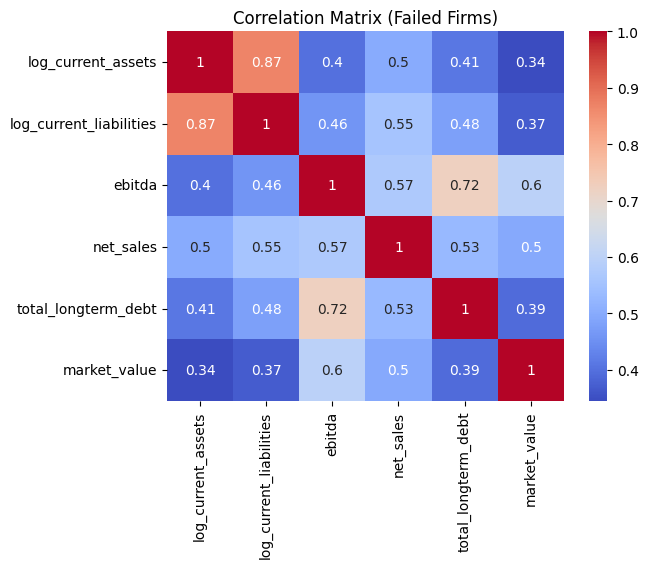 Correlation Matrix (Failed Firms)
log_current_assets 1 0.87 0.4 0.5 0.41 0.34
log_current_liabilities 0.87 1 0.46 0.55 0.48 0.37
ebitda 0.4 0.46 1 0.57 0.72 0.6
net_sales 0.5 0.55 0.57 1 0.53 0.5
total_longterm_debt 0.41 0.48 0.72 0.53 1 0.39
market_value 0.34 0.37 0.6 0.5 0.39 1
log_current_assets
log_current_liabilities
ebitda
net_sales
total_longterm_debt
market_value
1.0
0.9
0.8
0.7
0.6
0.5
0.4